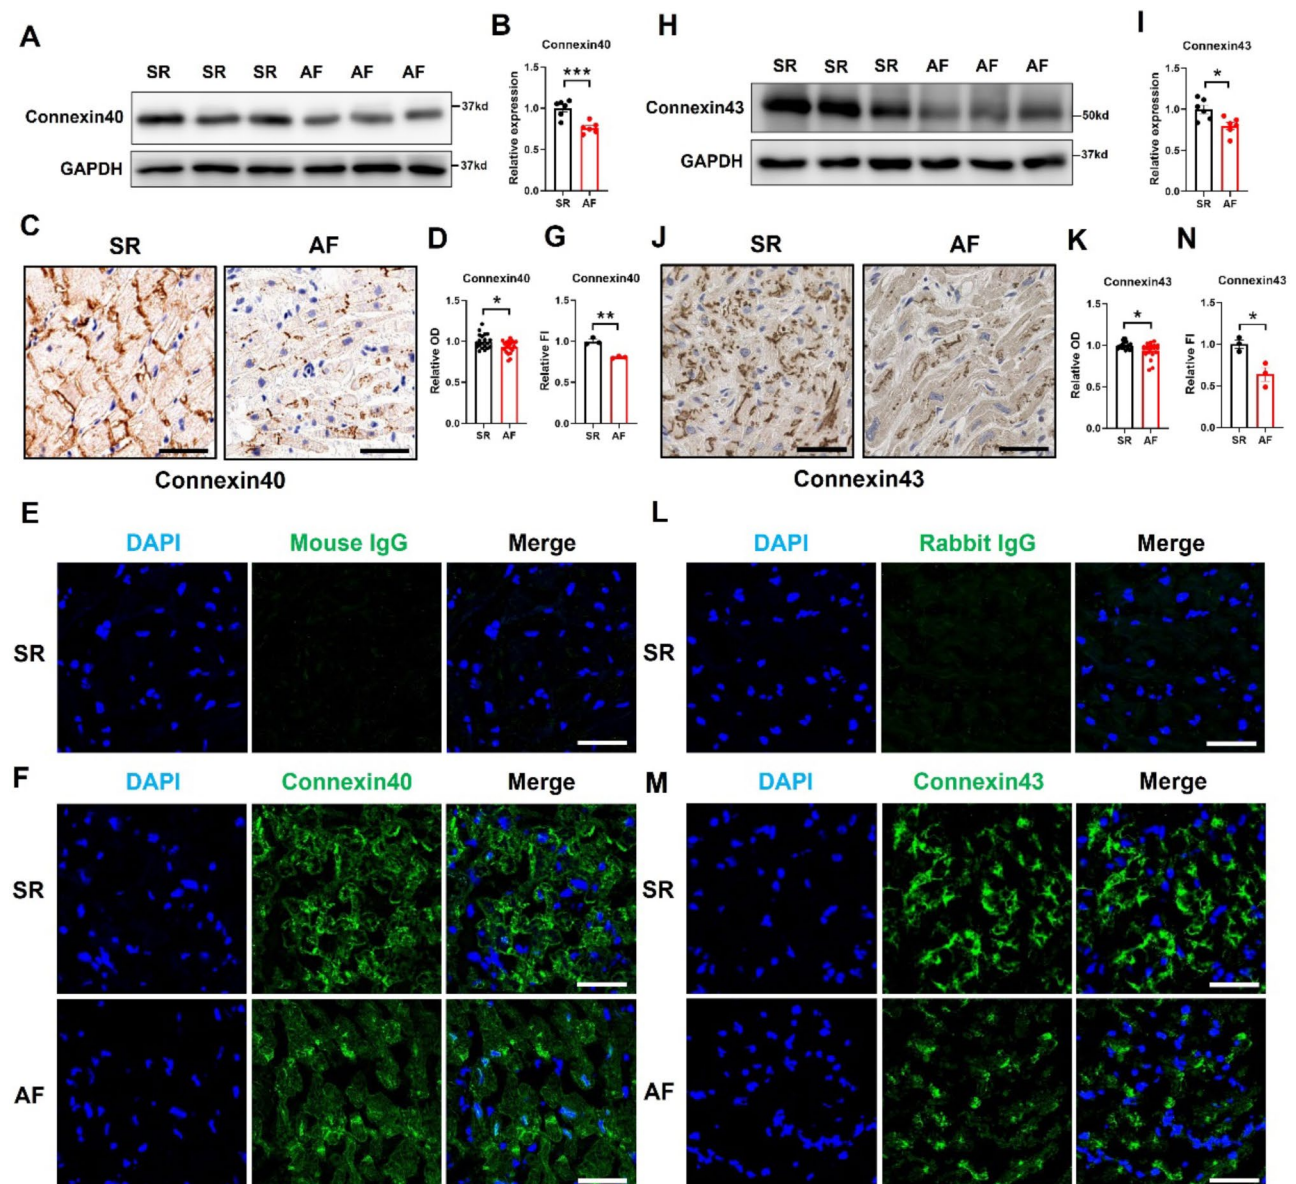 A
SR SR SR AF AF AF
Connexin40
37kd
GAPDH
37kd
B
Connexin40
***
Relative expression
1.5
1.0
0.5
0.0
SR AF
H
SR SR SR AF AF AF
Connexin43
50kd
GAPDH
37kd
I
Connexin43
*
Relative expression
1.5
1.0
0.5
0.0
SR AF
C
SR AF
Connexin40
D
Connexin40
*
Relative OD
1.5
1.0
0.5
0.0
SR AF
G
Connexin40
**
Relative FI
1.5
1.0
0.5
0.0
SR AF
J
SR AF
Connexin43
K
Connexin43
*
Relative OD
1.5
1.0
0.5
0.0
SR AF
N
Connexin43
*
Relative FI
1.5
1.0
0.5
0.0
SR AF
E
DAPI Mouse IgG Merge
SR
L
DAPI Rabbit IgG Merge
SR
F
DAPI Connexin40 Merge
SR
AF
M
DAPI Connexin43 Merge
SR
AF